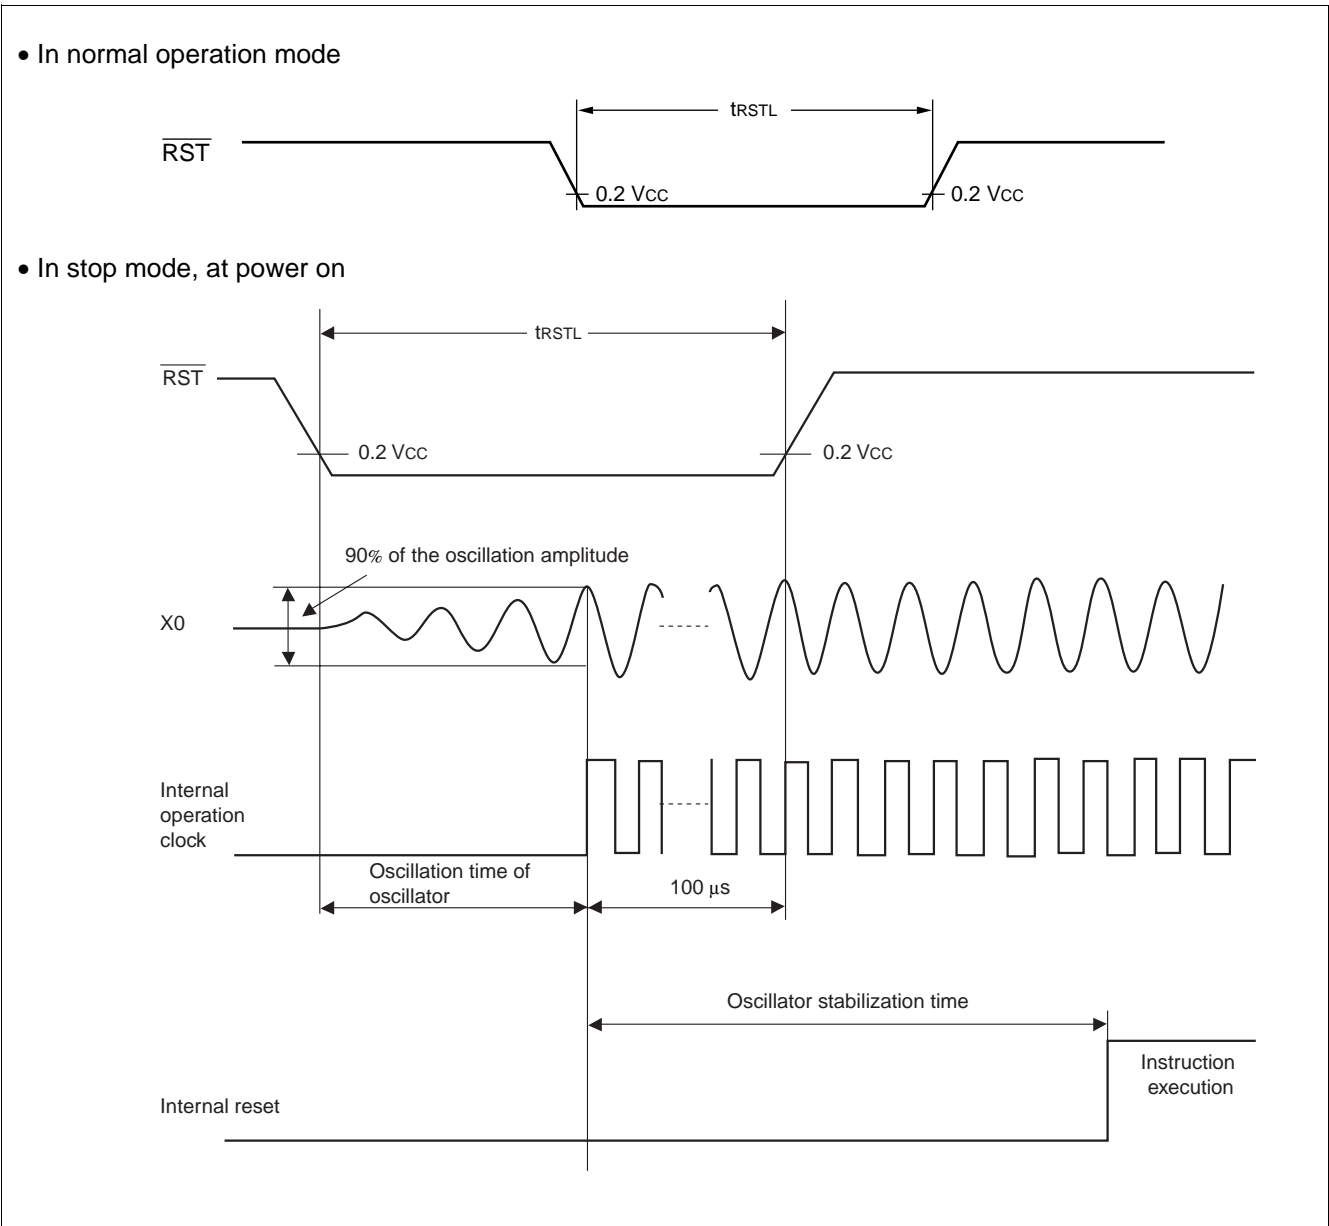 • In normal operation mode
tRSTL
RST
0.2 VCC
0.2 VCC
• In stop mode, at power on
tRSTL
RST
0.2 VCC
0.2 VCC
90% of the oscillation amplitude
X0
Internal
operation
clock
Oscillation time of
oscillator
100 μs
Oscillator stabilization time
Instruction
execution
Internal reset